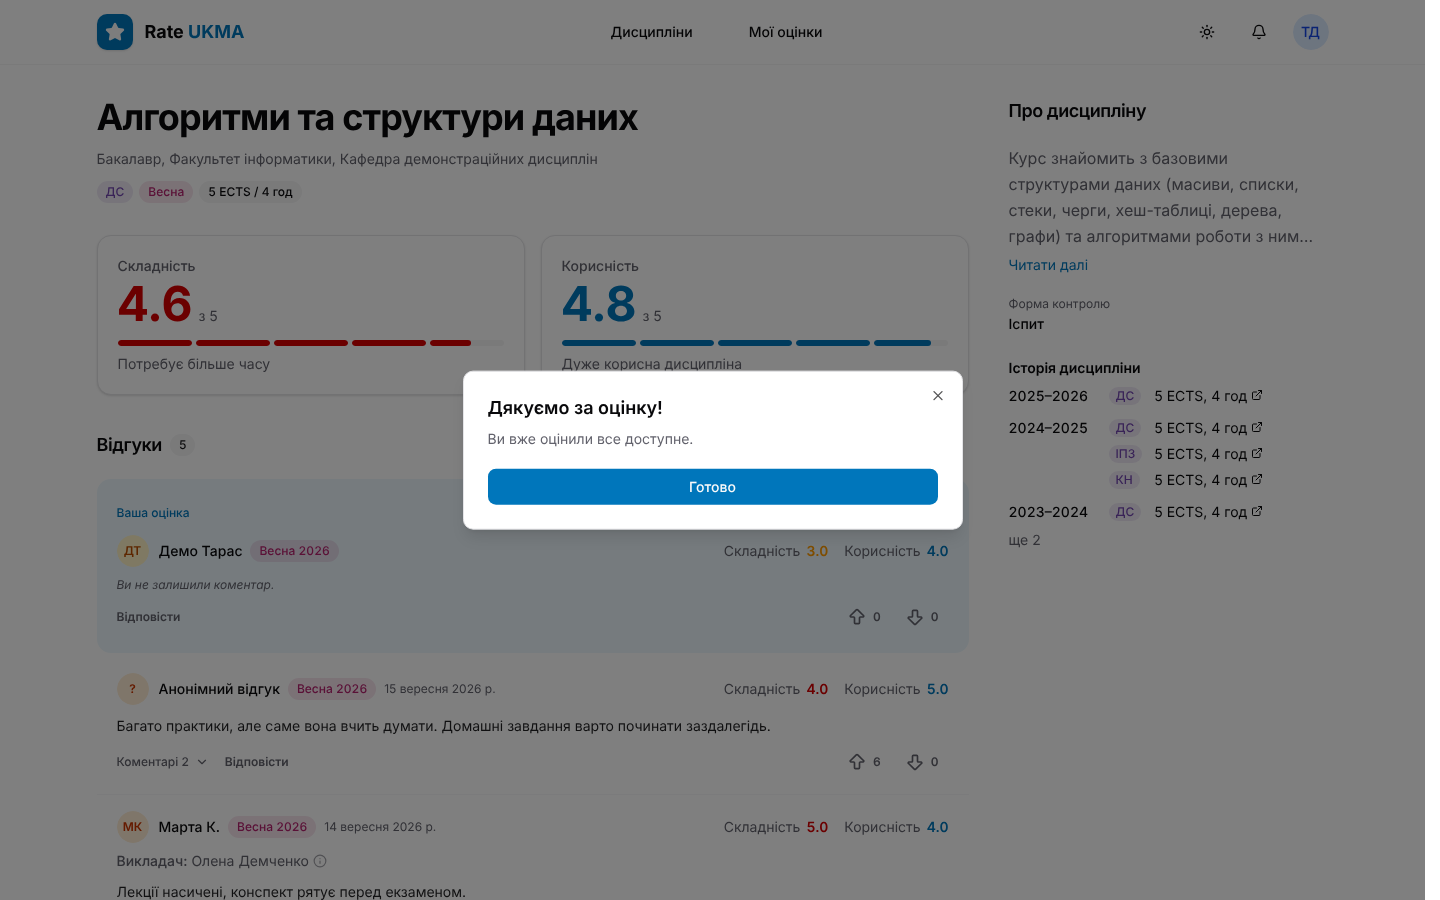 Rate UKMA
Дисципліни
Мої оцінки
ТД
Алгоритми та структури даних
Бакалавр, Факультет інформатики, Кафедра демонстраційних дисциплін
ДС
Весна
5 ECTS / 4 год
Складність
4.6 з 5
Потребує більше часу
Корисність
4.8 з 5
Дуже корисна дисципліна
Дякуємо за оцінку!
Ви вже оцінили все доступне.
Готово
Відгуки 5
Ваша оцінка
ДТ Демо Тарас Весна 2026 Складність 3.0 Корисність 4.0
Ви не залишили коментар.
Відповісти 0 0
? Анонімний відгук Весна 2026 15 вересня 2026 р. Складність 4.0 Корисність 5.0
Багато практики, але саме вона вчить думати. Домашні завдання варто починати заздалегідь.
Коментарі 2 Відповісти 6 0
МК Марта К. Весна 2026 14 вересня 2026 р. Складність 5.0 Корисність 4.0
Викладач: Олена Демченко
Лекції насичені, конспект рятує перед екзаменом.
Про дисципліну
Курс знайомить з базовими
структурами даних (масиви, списки,
стеки, черги, хеш-таблиці, дерева,
графи) та алгоритмами роботи з ним...
Читати далі
Форма контролю
Іспит
Історія дисципліни
2025–2026 ДС 5 ECTS, 4 год
2024–2025 ДС 5 ECTS, 4 год
ІПЗ 5 ECTS, 4 год
КН 5 ECTS, 4 год
2023–2024 ДС 5 ECTS, 4 год
ще 2